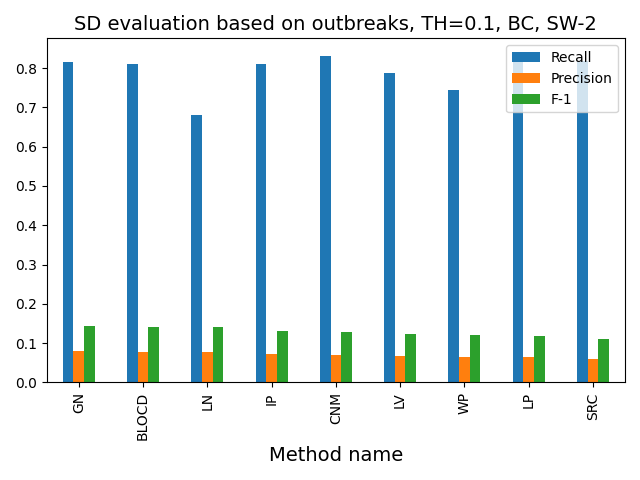 SD evaluation based on outbreaks, TH=0.1, BC, SW-2
Recall
Precision
F-1
0.8
0.7
0.6
0.5
0.4
0.3
0.2
0.1
0.0
GN
BLOCD
LN
IP
CNM
LV
WP
LP
SRC
Method name